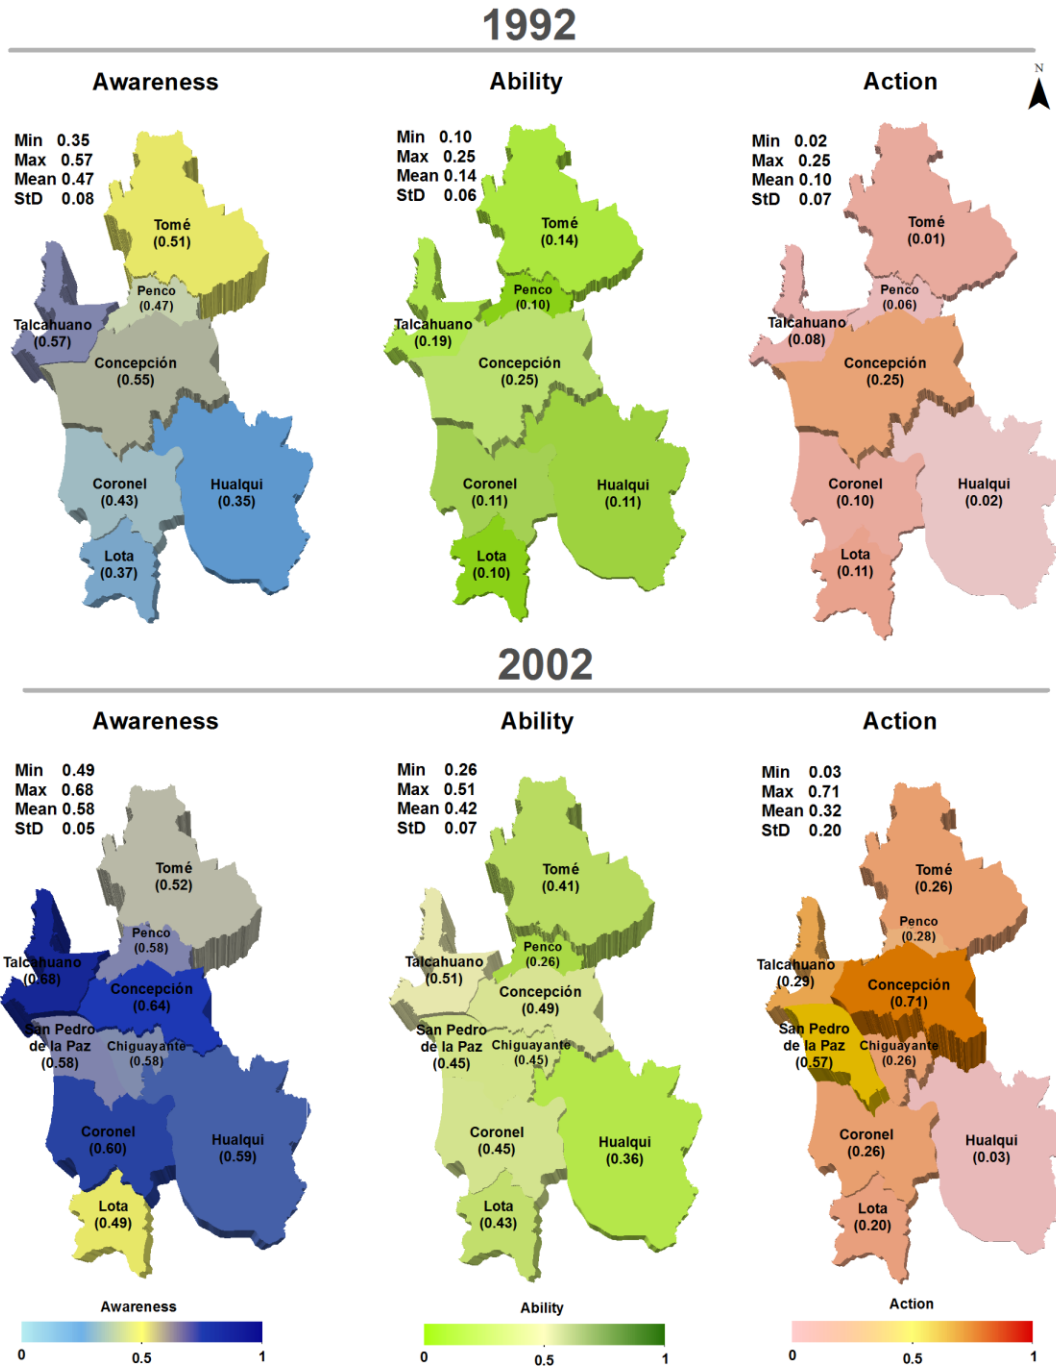 1992
Awareness
Ability
Action
N
Min 0.35
Max 0.57
Mean 0.47
StD 0.08
Tomé
(0.51)
Penco
(0.47)
Talcahuano
(0.57)
Concepción
(0.55)
Coronel
(0.43)
Hualqui
(0.35)
Lota
(0.37)
Min 0.10
Max 0.25
Mean 0.14
StD 0.06
Tomé
(0.14)
Penco
(0.10)
Talcahuano
(0.19)
Concepción
(0.25)
Coronel
(0.11)
Hualqui
(0.11)
Lota
(0.10)
Min 0.02
Max 0.25
Mean 0.10
StD 0.07
Tomé
(0.01)
Penco
(0.06)
Talcahuano
(0.08)
Concepción
(0.25)
Coronel
(0.10)
Hualqui
(0.02)
Lota
(0.11)
2002
Awareness
Ability
Action
Min 0.49
Max 0.68
Mean 0.58
StD 0.05
Tomé
(0.52)
Penco
(0.58)
Talcahuano
(0.68)
Concepción
(0.64)
San Pedro
de la Paz
(0.58)
Chiguayante
(0.58)
Coronel
(0.60)
Hualqui
(0.59)
Lota
(0.49)
Min 0.26
Max 0.51
Mean 0.42
StD 0.07
Tomé
(0.41)
Penco
(0.26)
Talcahuano
(0.51)
Concepción
(0.49)
San Pedro
de la Paz
(0.45)
Chiguayante
(0.45)
Coronel
(0.45)
Hualqui
(0.36)
Lota
(0.43)
Min 0.03
Max 0.71
Mean 0.32
StD 0.20
Tomé
(0.26)
Penco
(0.28)
Talcahuano
(0.29)
Concepción
(0.71)
San Pedro
de la Paz
(0.57)
Chiguayante
(0.26)
Coronel
(0.26)
Hualqui
(0.03)
Lota
(0.20)
Awareness
0 0.5 1
Ability
0 0.5 1
Action
0 0.5 1